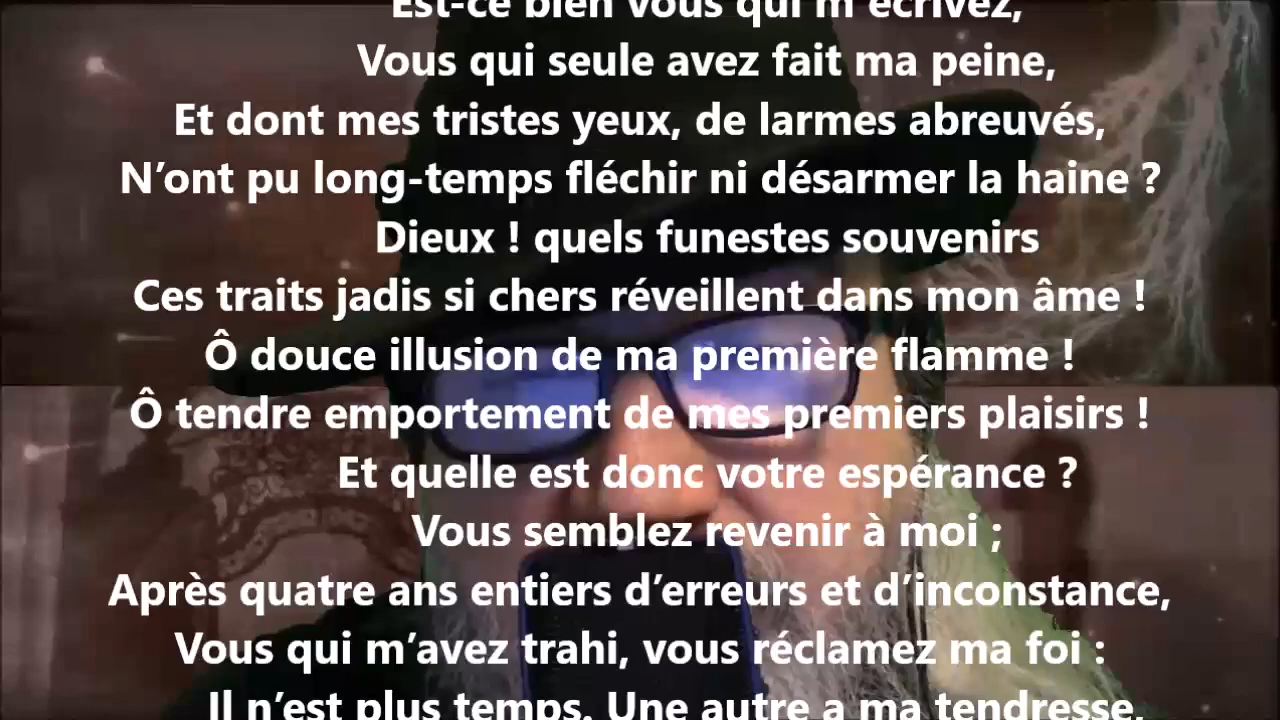 Est-ce bien vous qui m'écrivez,
Vous qui seule avez fait ma peine,
Et dont mes tristes yeux, de larmes abreuvés,
N’ont pu long-temps fléchir ni désarmer la haine ?
Dieux ! quels funestes souvenirs
Ces traits jadis si chers réveillent dans mon âme !
Ô douce illusion de ma première flamme !
Ô tendre emportement de mes premiers plaisirs !
Et quelle est donc votre espérance ?
Vous semblez revenir à moi ;
Après quatre ans entiers d’erreurs et d’inconstance,
Vous qui m’avez trahi, vous réclamez ma foi :
Il n’est plus temps. Une autre a ma tendresse,